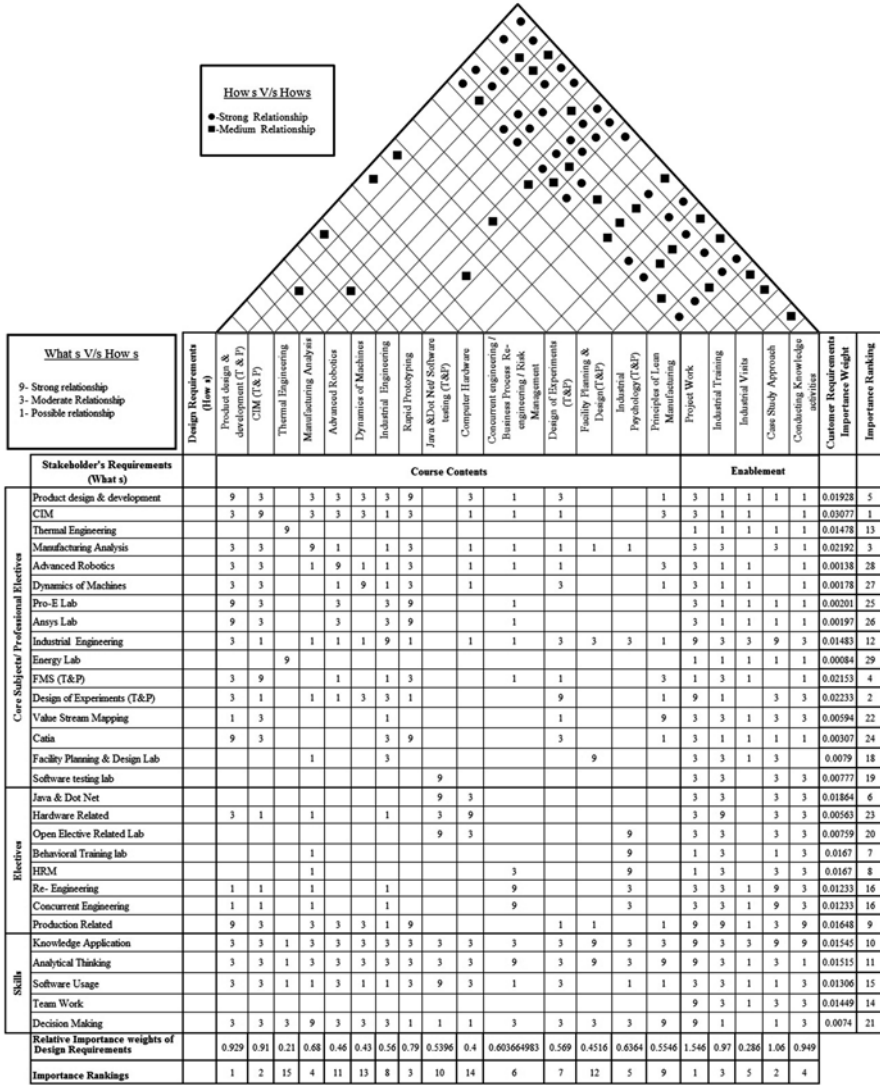 How s V/s Hows
-Strong Relationship
-Medium Relationship
What s V/s How s
9- Strong relationship
3- Moderate Relationship
1- Possible relationship
Design Requirements
(How s)
Product design &
development (T & P)
CIM (T& P)
Thermal Engineering
Manufacturing Analysis
Advanced Robotics
Dynamics of Machines
Industrial Engineering
Rapid Prototyping
Java &Dot Net/ Software
testing (T&P)
Computer Hardware
Concurrent engineering /
Business Process Re-
engineering / Risk
Management
Design of Experiments
(T&P)
Facility Planning &
Design(T&P)
Industrial
Psychology(T&P)
Principles of Lean
Manufacturing
Project Work
Industrial Training
Industrial Visits
Case Study Approach
Conducting Knowledge
activities
Customer Requirements
Importance Weight
Importance Ranking
Stakeholder's Requirements
(What s)
Course Contents
Enablement
Core Subjects/ Professional Electives
Product design & development 9 3 3 3 3 3 9 3 1 3 1 3 1 1 1 1 0.01928 5
CIM 3 9 3 3 3 1 3 1 1 1 3 3 1 1 1 0.03077 1
Thermal Engineering 9 1 1 1 1 1 0.01478 13
Manufacturing Analysis 3 3 9 1 1 3 1 1 1 1 1 3 3 3 1 0.02192 3
Advanced Robotics 3 3 1 9 1 1 3 1 1 1 3 3 1 1 1 0.00138 28
Dynamics of Machines 3 3 1 9 1 3 1 3 1 3 1 1 1 0.00178 27
Pro-E Lab 9 3 3 3 9 1 3 1 1 1 1 0.00201 25
Ansys Lab 9 3 3 3 9 1 3 1 1 1 1 0.00197 26
Industrial Engineering 3 1 1 1 1 9 1 1 1 3 3 3 1 9 3 3 9 3 0.01483 12
Energy Lab 9 1 1 1 1 1 0.00084 29
FMS (T&P) 3 9 1 1 3 1 1 3 1 3 1 1 0.02153 4
Design of Experiments (T&P) 3 1 1 1 3 3 1 9 1 9 1 3 3 0.02233 2
Value Stream Mapping 1 3 1 1 9 3 3 1 3 3 0.00594 22
Catia 9 3 3 9 3 1 3 1 1 1 1 0.00307 24
Facility Planning & Design Lab 1 3 9 3 3 1 3 0.0079 18
Software testing lab 9 3 3 3 3 0.00777 19
Electives
Java & Dot Net 9 3 3 3 3 3 0.01864 6
Hardware Related 3 1 1 1 3 9 3 9 3 3 0.00563 23
Open Elective Related Lab 9 3 9 3 3 3 3 0.00759 20
Behavioral Training lab 1 9 1 3 1 3 0.0167 7
HRM 1 3 9 1 3 3 3 0.0167 8
Re- Engineering 1 1 1 1 9 3 3 3 1 9 3 0.01233 16
Concurrent Engineering 1 1 1 1 9 3 3 3 1 9 3 0.01233 16
Production Related 9 3 3 3 3 1 9 1 1 1 9 9 1 3 9 0.01648 9
Skills
Knowledge Application 3 3 1 3 3 3 3 3 3 3 3 3 9 3 3 9 3 3 9 9 0.01545 10
Analytical Thinking 3 3 1 3 3 3 3 3 3 3 9 3 9 3 9 9 3 1 3 1 0.01515 11
Software Usage 3 3 1 1 3 1 1 3 9 3 1 3 1 1 3 3 1 1 3 0.01306 15
Team Work 9 3 1 3 3 0.01449 14
Decision Making 3 3 3 9 3 3 3 1 1 1 3 3 3 3 9 9 1 1 3 0.0074 21
Relative Importance weights of
Design Requirements 0.929 0.91 0.21 0.68 0.46 0.43 0.56 0.79 0.5396 0.4 0.603664983 0.569 0.4516 0.6364 0.5546 1.546 0.97 0.286 1.06 0.949
Importance Rankings 1 2 15 4 11 13 8 3 10 14 6 7 12 5 9 1 3 5 2 4